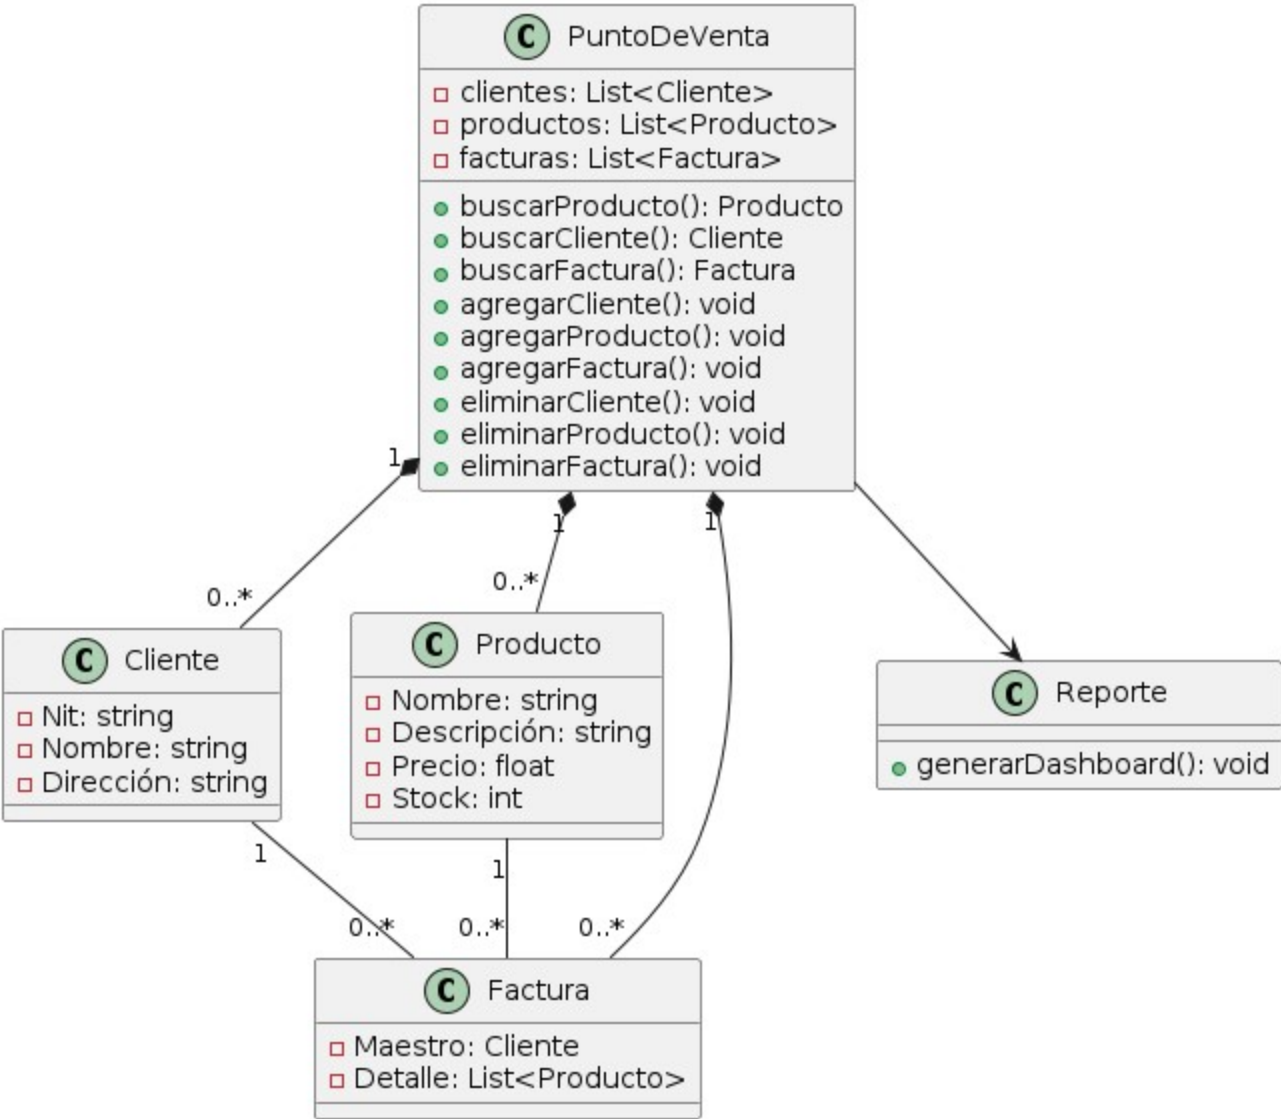 C PuntoDeVenta
clientes: List<Cliente>
productos: List<Producto>
facturas: List<Factura>
buscarProducto(): Producto
buscarCliente(): Cliente
buscarFactura(): Factura
agregarCliente(): void
agregarProducto(): void
agregarFactura(): void
eliminarCliente(): void
eliminarProducto(): void
eliminarFactura(): void
1
1
1
0..*
0..*
C Cliente
Nit: string
Nombre: string
Dirección: string
C Producto
Nombre: string
Descripción: string
Precio: float
Stock: int
C Reporte
generarDashboard(): void
1
1
0..*
0..*
0..*
C Factura
Maestro: Cliente
Detalle: List<Producto>